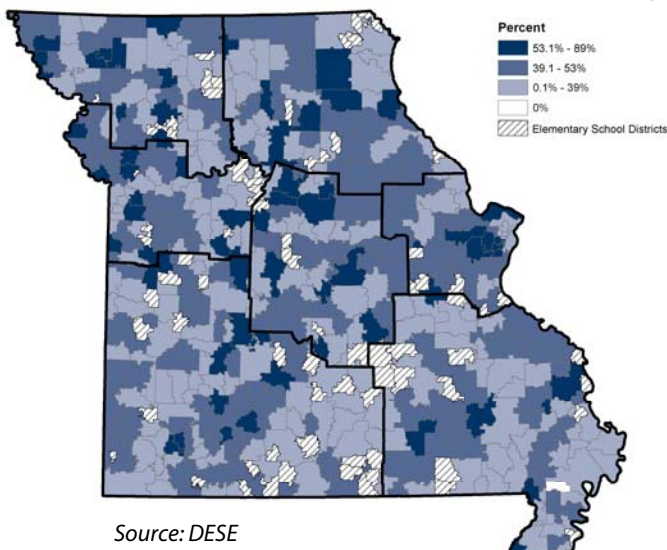 Percent
53.1% - 89%
39.1 - 53%
0.1% - 39%
0%
Elementary School Districts
Source: DESE